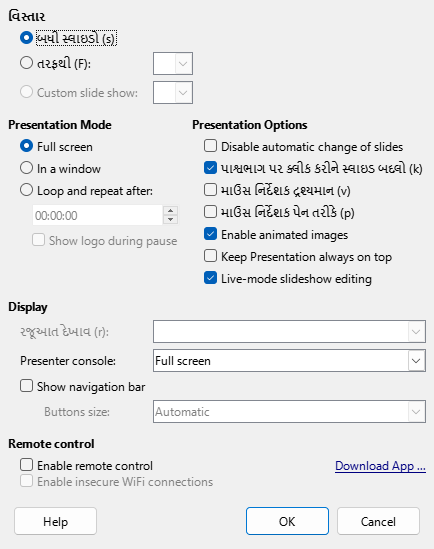 વિસ્તાર
બધી સ્લાઇડો (s)
તરફથી (F):
Custom slide show:
Presentation Mode
Full screen
In a window
Loop and repeat after:
00:00:00
Show logo during pause
Presentation Options
Disable automatic change of slides
પાશ્વભાગ પર ક્લીક કરીને સ્લાઇડ બદલો (k)
માઉસ નિર્દેશક દ્રશ્યમાન (v)
માઉસ નિર્દેશક પેન તરીકે (p)
Enable animated images
Keep Presentation always on top
Live-mode slideshow editing
Display
રજૂઆત દેખાવ (r):
Presenter console: Full screen
Show navigation bar
Buttons size: Automatic
Remote control
Enable remote control Download App ...
Enable insecure WiFi connections
Help OK Cancel